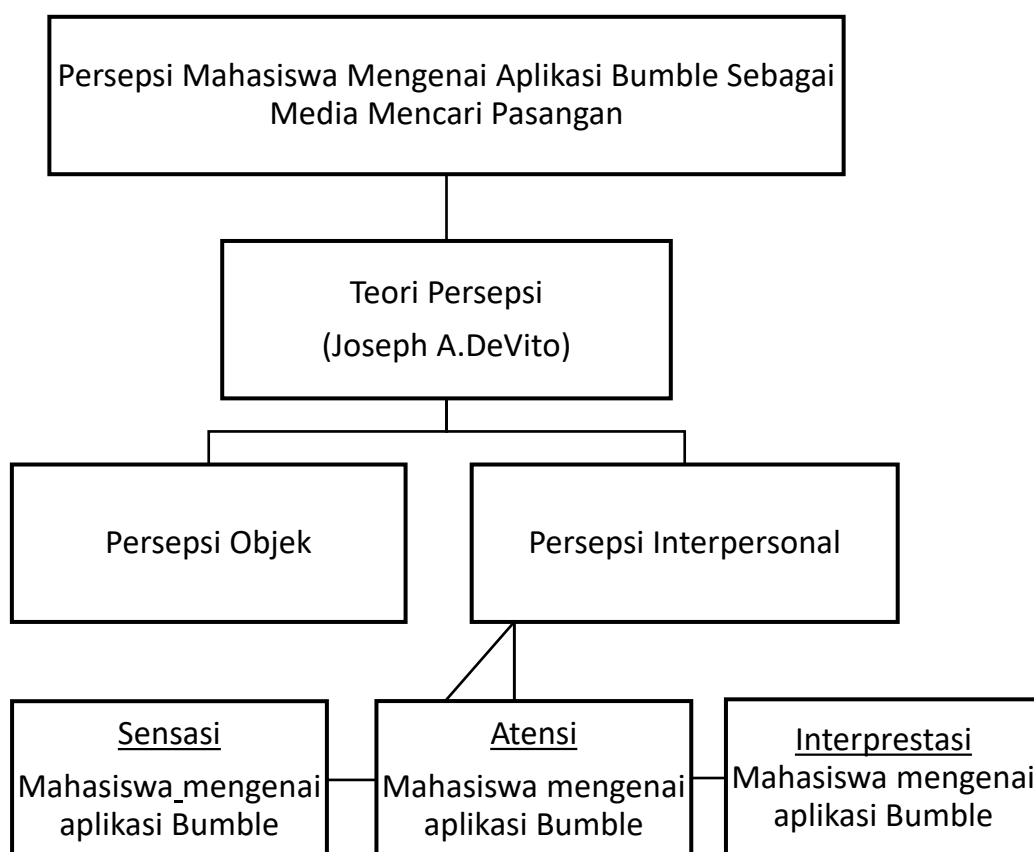 Persepsi Mahasiswa Mengenai Aplikasi Bumble Sebagai
Media Mencari Pasangan
Teori Persepsi
(Joseph A.DeVito)
Persepsi Objek
Persepsi Interpersonal
Sensasi
Mahasiswa mengenai
aplikasi Bumble
Atensi
Mahasiswa mengenai
aplikasi Bumble
Interprestasi
Mahasiswa mengenai
aplikasi Bumble